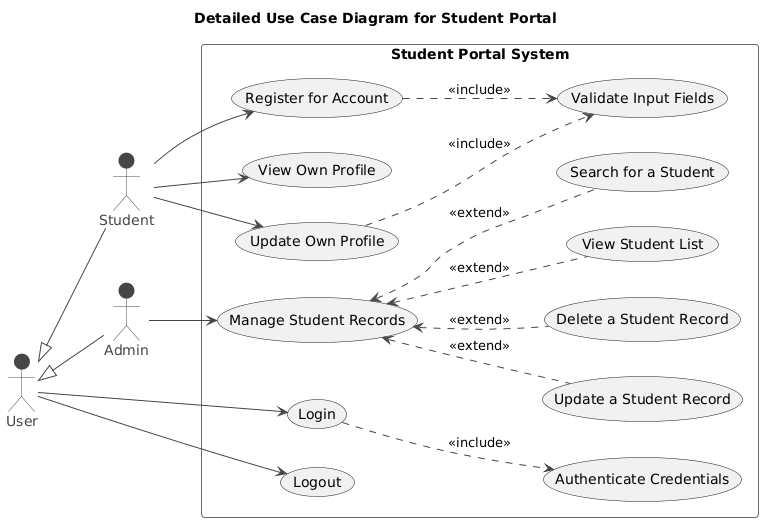 Detailed Use Case Diagram for Student Portal
Student Portal System
Register for Account
«include»
Validate Input Fields
View Own Profile
«include»
Search for a Student
Student
Update Own Profile
«extend»
View Student List
«extend»
Manage Student Records
«extend»
Delete a Student Record
Admin
«extend»
Update a Student Record
User
Login
«include»
Logout
Authenticate Credentials